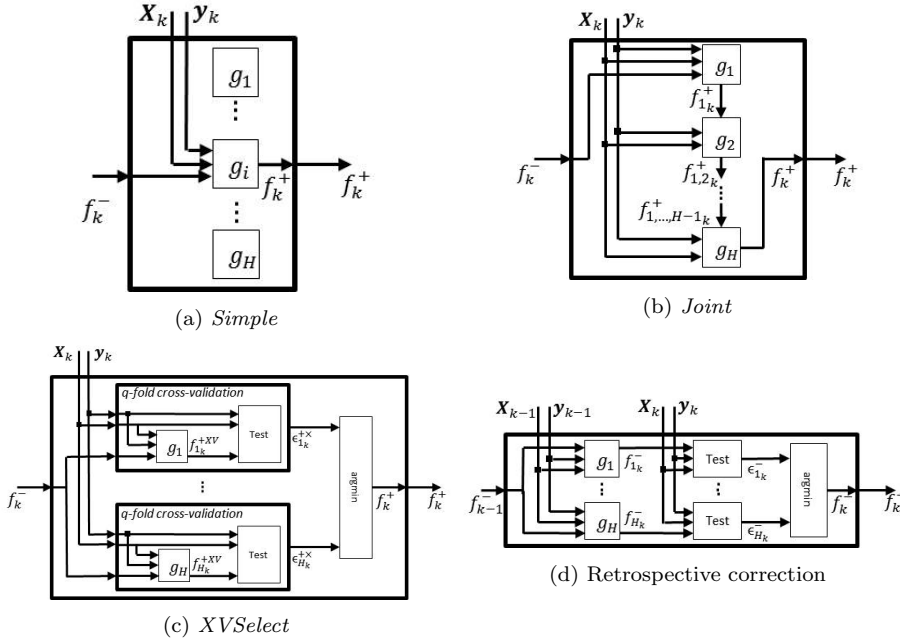 X_k y_k
g_1
g_i
g_H
f_k^-
f_k^+
f_k^+
(a) Simple
X_k y_k
g_1
f_{1_k}^+
g_2
f_{1,2_k}^+
f_{1,…,H-1_k}^+
g_H
f_k^-
f_k^+
f_k^+
(b) Joint
X_k y_k
q-fold cross-validation
g_1
f_{1_k}^{+XV}
Test
ϵ_{1_k}^{+×}
q-fold cross-validation
g_H
f_{H_k}^{+XV}
Test
ϵ_{H_k}^{+×}
argmin
f_k^-
f_k^+
f_k^+
(c) XVSelect
X_{k-1} y_{k-1} X_k y_k
g_1
f_{1_k}^-
Test
ϵ_{1_k}^-
g_H
f_{H_k}^-
Test
ϵ_{H_k}^-
argmin
f_{k-1}^-
f_k^-
(d) Retrospective correction